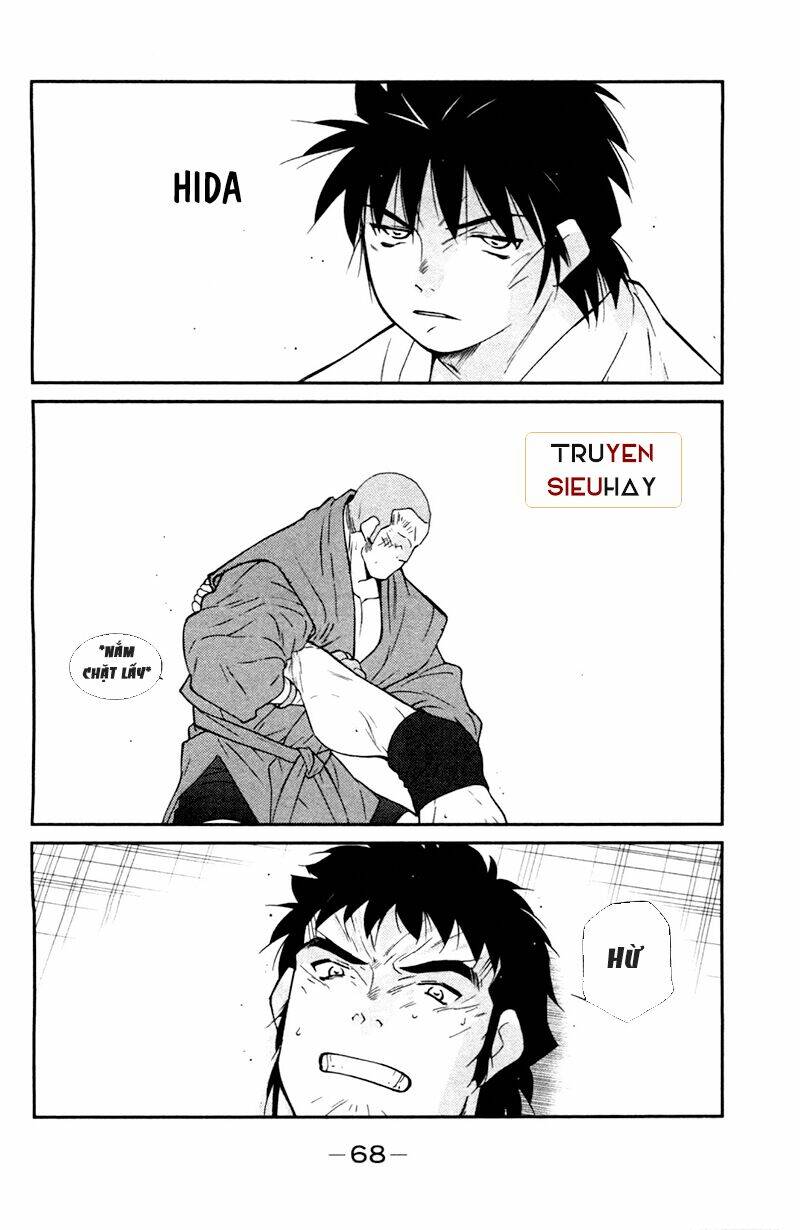 HIDA
TRUYEN
SIEUHAY
*NẮM
CHẶT LẤY*
HỪ
-68-